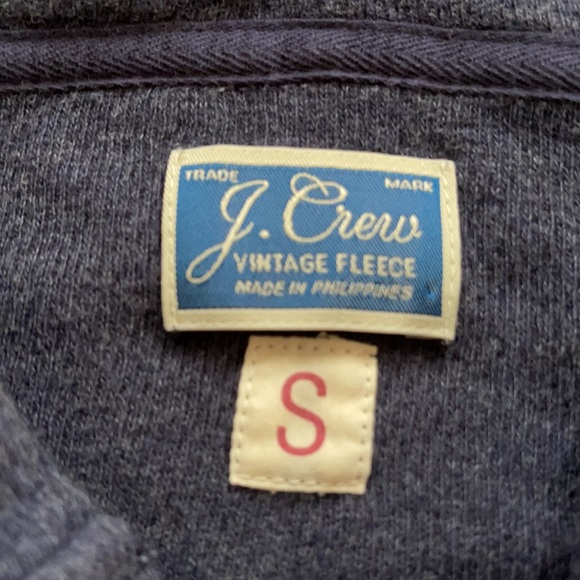 TRADE MARK
J. Crew
VINTAGE FLEECE
MADE IN PHILIPPINES
S